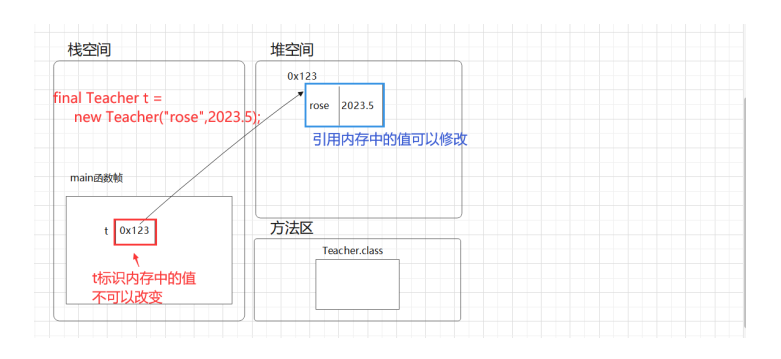 栈空间
堆空间
0x123
final Teacher t =
new Teacher("rose",2023.5);
rose 2023.5
引用内存中的值可以修改
main函数帧
t 0x123
t标识内存中的值
不可以改变
方法区
Teacher.class